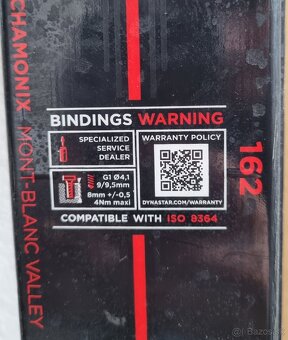 CHAMONIX MONT-BLANC VALLEY
BINDINGS WARNING
SPECIALIZED
SERVICE
DEALER
G1 Ø4,1
9/9,5mm
8mm +/-0,5
4Nm maxi
WARRANTY POLICY
DYNASTAR.COM/WARRANTY
COMPATIBLE WITH ISO 8364
162